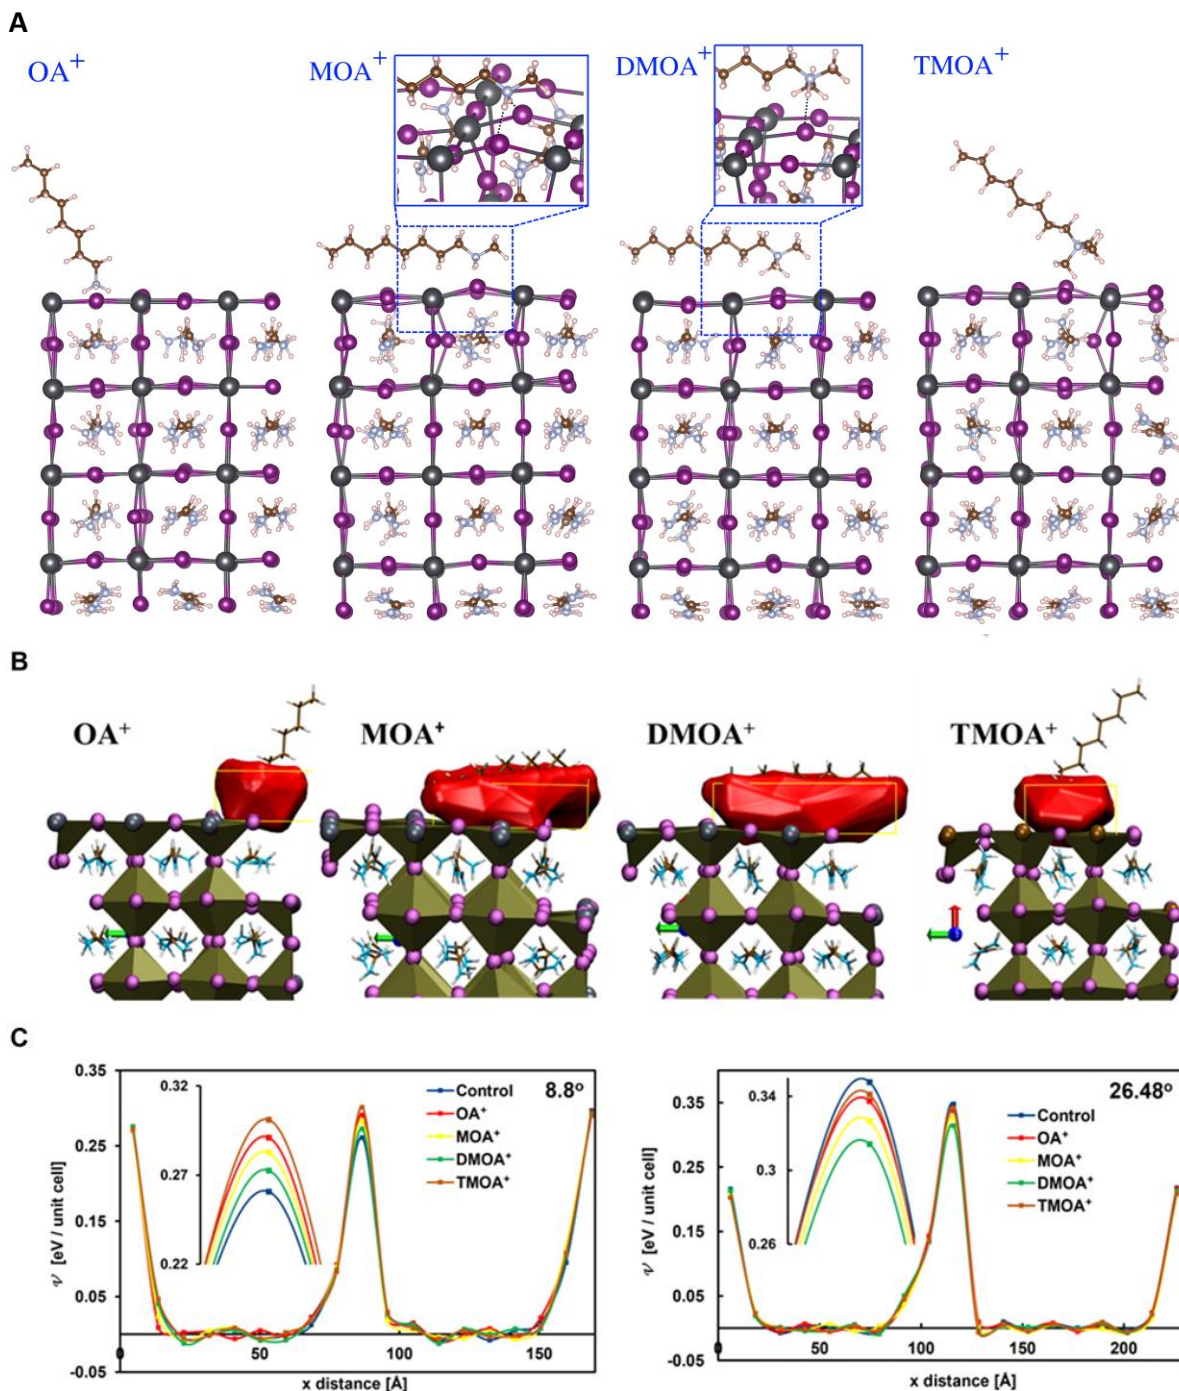 A
OA⁺
MOA⁺
DMOA⁺
TMOA⁺
B
OA⁺
MOA⁺
DMOA⁺
TMOA⁺
C
0.35
0.25
0.15
0.05
-0.05
𝒱 [eV / unit cell]
0.32
0.27
0.22
Control
OA⁺
MOA⁺
DMOA⁺
TMOA⁺
8.8°
0
50
100
150
x distance [Å]
0.35
0.25
0.15
0.05
-0.05
𝒱 [eV / unit cell]
0.34
0.3
0.26
Control
OA⁺
MOA⁺
DMOA⁺
TMOA⁺
26.48°
0
50
100
150
200
x distance [Å]